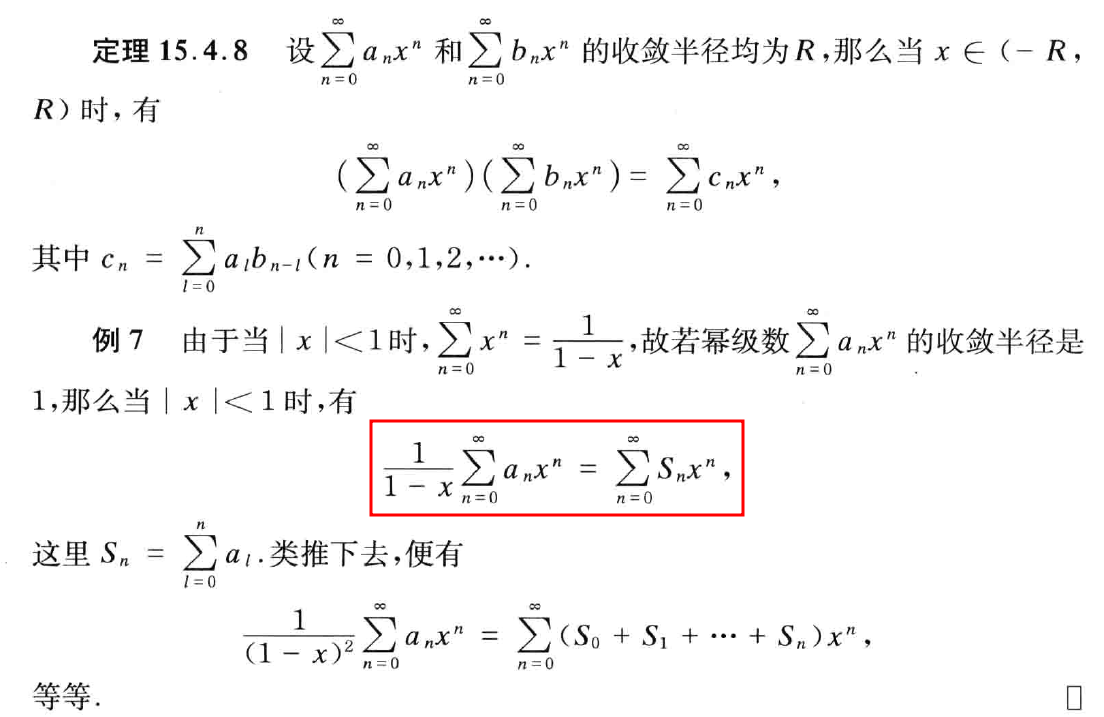 定理 15.4.8 设 $\sum_{n=0}^{\infty} a_n x^n$ 和 $\sum_{n=0}^{\infty} b_n x^n$ 的收敛半径均为 $R$,那么当 $x \in (-R,$
$R)$ 时,有
$(\sum_{n=0}^{\infty} a_n x^n)(\sum_{n=0}^{\infty} b_n x^n) = \sum_{n=0}^{\infty} c_n x^n,$
其中 $c_n = \sum_{l=0}^{n} a_l b_{n-l} (n = 0,1,2,\cdots).$
例 7 由于当 $|x|<1$ 时, $\sum_{n=0}^{\infty} x^n = \frac{1}{1-x}$,故若幂级数 $\sum_{n=0}^{\infty} a_n x^n$ 的收敛半径是
1,那么当 $|x|<1$ 时,有
$\frac{1}{1-x} \sum_{n=0}^{\infty} a_n x^n = \sum_{n=0}^{\infty} S_n x^n,$
这里 $S_n = \sum_{l=0}^{n} a_l$.类推下去,便有
$\frac{1}{(1-x)^2} \sum_{n=0}^{\infty} a_n x^n = \sum_{n=0}^{\infty} (S_0 + S_1 + \cdots + S_n) x^n,$
等等. □